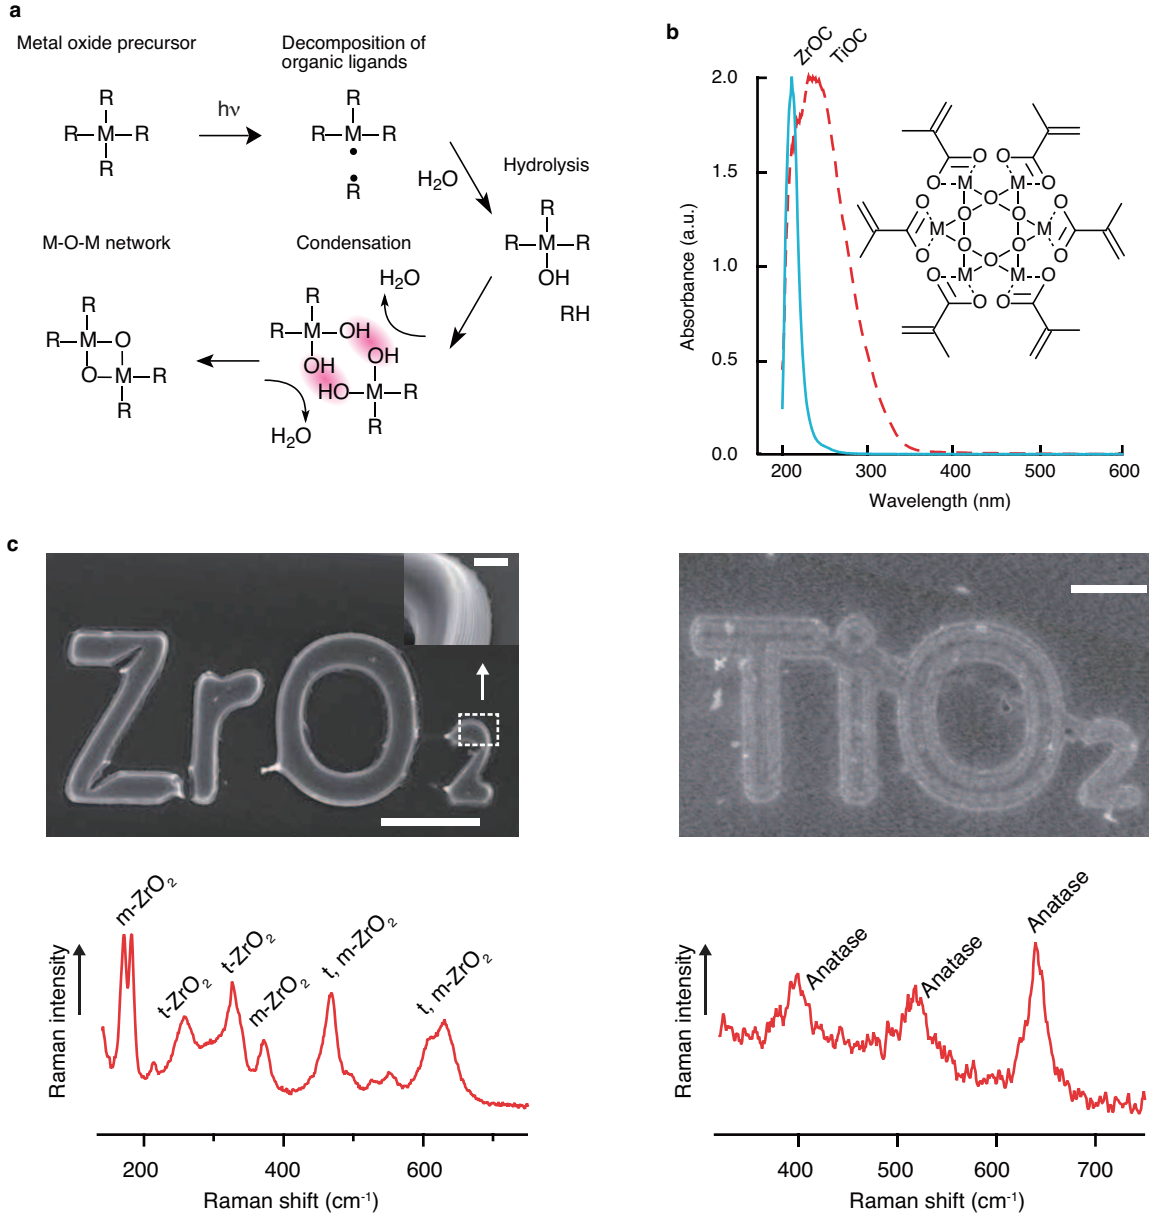 a
Metal oxide precursor
Decomposition of
organic ligands
R
R–M–R
R
hν
R
R–M–R
•
•
R
H₂O
Hydrolysis
R
R–M–R
OH
RH
M-O-M network
Condensation
H₂O
R
R–M–OH
OH
OH
HO–M–R
R
H₂O
R
R–M–O
O–M–R
R
b
ZrOC
TiOC
Absorbance (a.u.)
2.0
1.5
1.0
0.5
0.0
200 300 400 500 600
Wavelength (nm)
O O
O M M O
O O O
O M O O M O
O O O O
O O
O M M O
O O
c
ZrO₂
TiO₂
Raman intensity
m-ZrO₂
t-ZrO₂
t-ZrO₂
m-ZrO₂
t, m-ZrO₂
t, m-ZrO₂
200 400 600
Raman shift (cm⁻¹)
Raman intensity
Anatase
Anatase
Anatase
400 500 600 700
Raman shift (cm⁻¹)